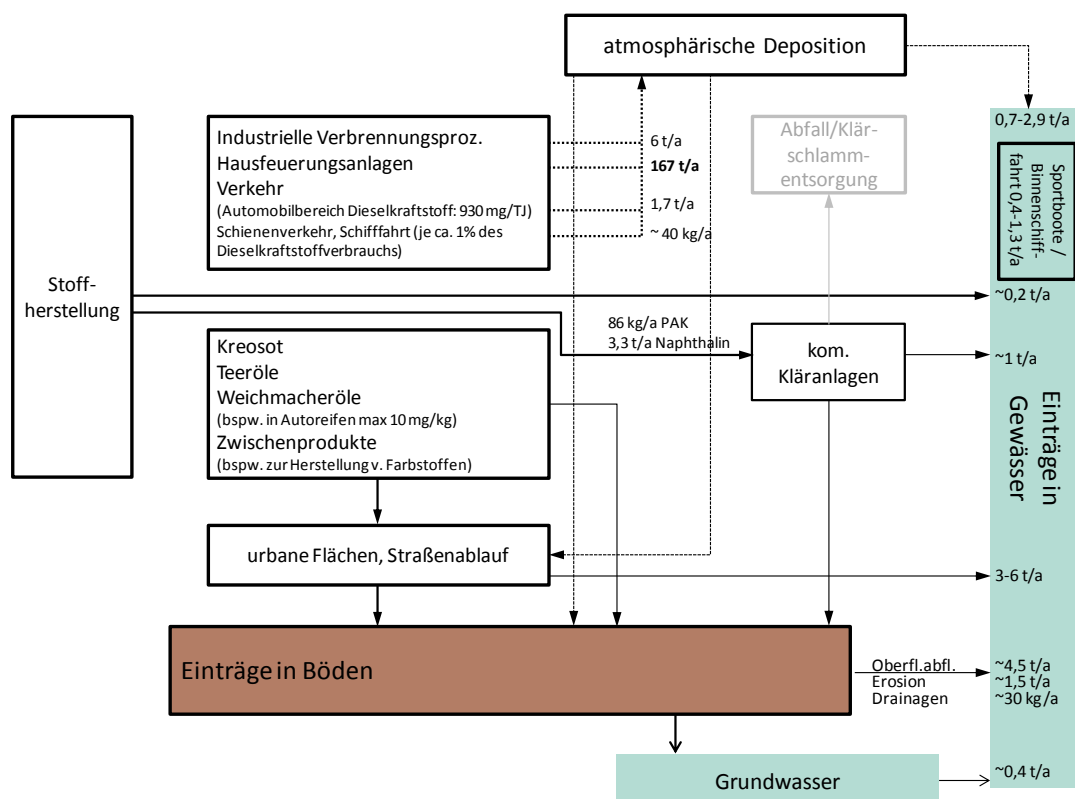 atmosphärische Deposition
0,7-2,9 t/a
Industrielle Verbrennungsproz.
Hausfeuerungsanlagen
Verkehr
(Automobilbereich Dieselkraftstoff: 930 mg/TJ)
Schienenverkehr, Schifffahrt (je ca. 1% des
Dieselkraftstoffverbrauchs)
6 t/a
167 t/a
1,7 t/a
~ 40 kg/a
Abfall/Klär-
schlamm-
entsorgung
Sportboote /
Binnenschiff-
fahrt 0,4-1,3 t/a
Stoff-
herstellung
~0,2 t/a
86 kg/a PAK
3,3 t/a Naphthalin
kom.
Kläranlagen
~1 t/a
Kreosot
Teeröle
Weichmacheröle
(bspw. in Autoreifen max 10 mg/kg)
Zwischenprodukte
(bspw. zur Herstellung v. Farbstoffen)
Einträge in
Gewässer
urbane Flächen, Straßenablauf
3-6 t/a
Einträge in Böden
Oberfl.abfl.
Erosion
Drainagen
~4,5 t/a
~1,5 t/a
~30 kg/a
Grundwasser
~0,4 t/a